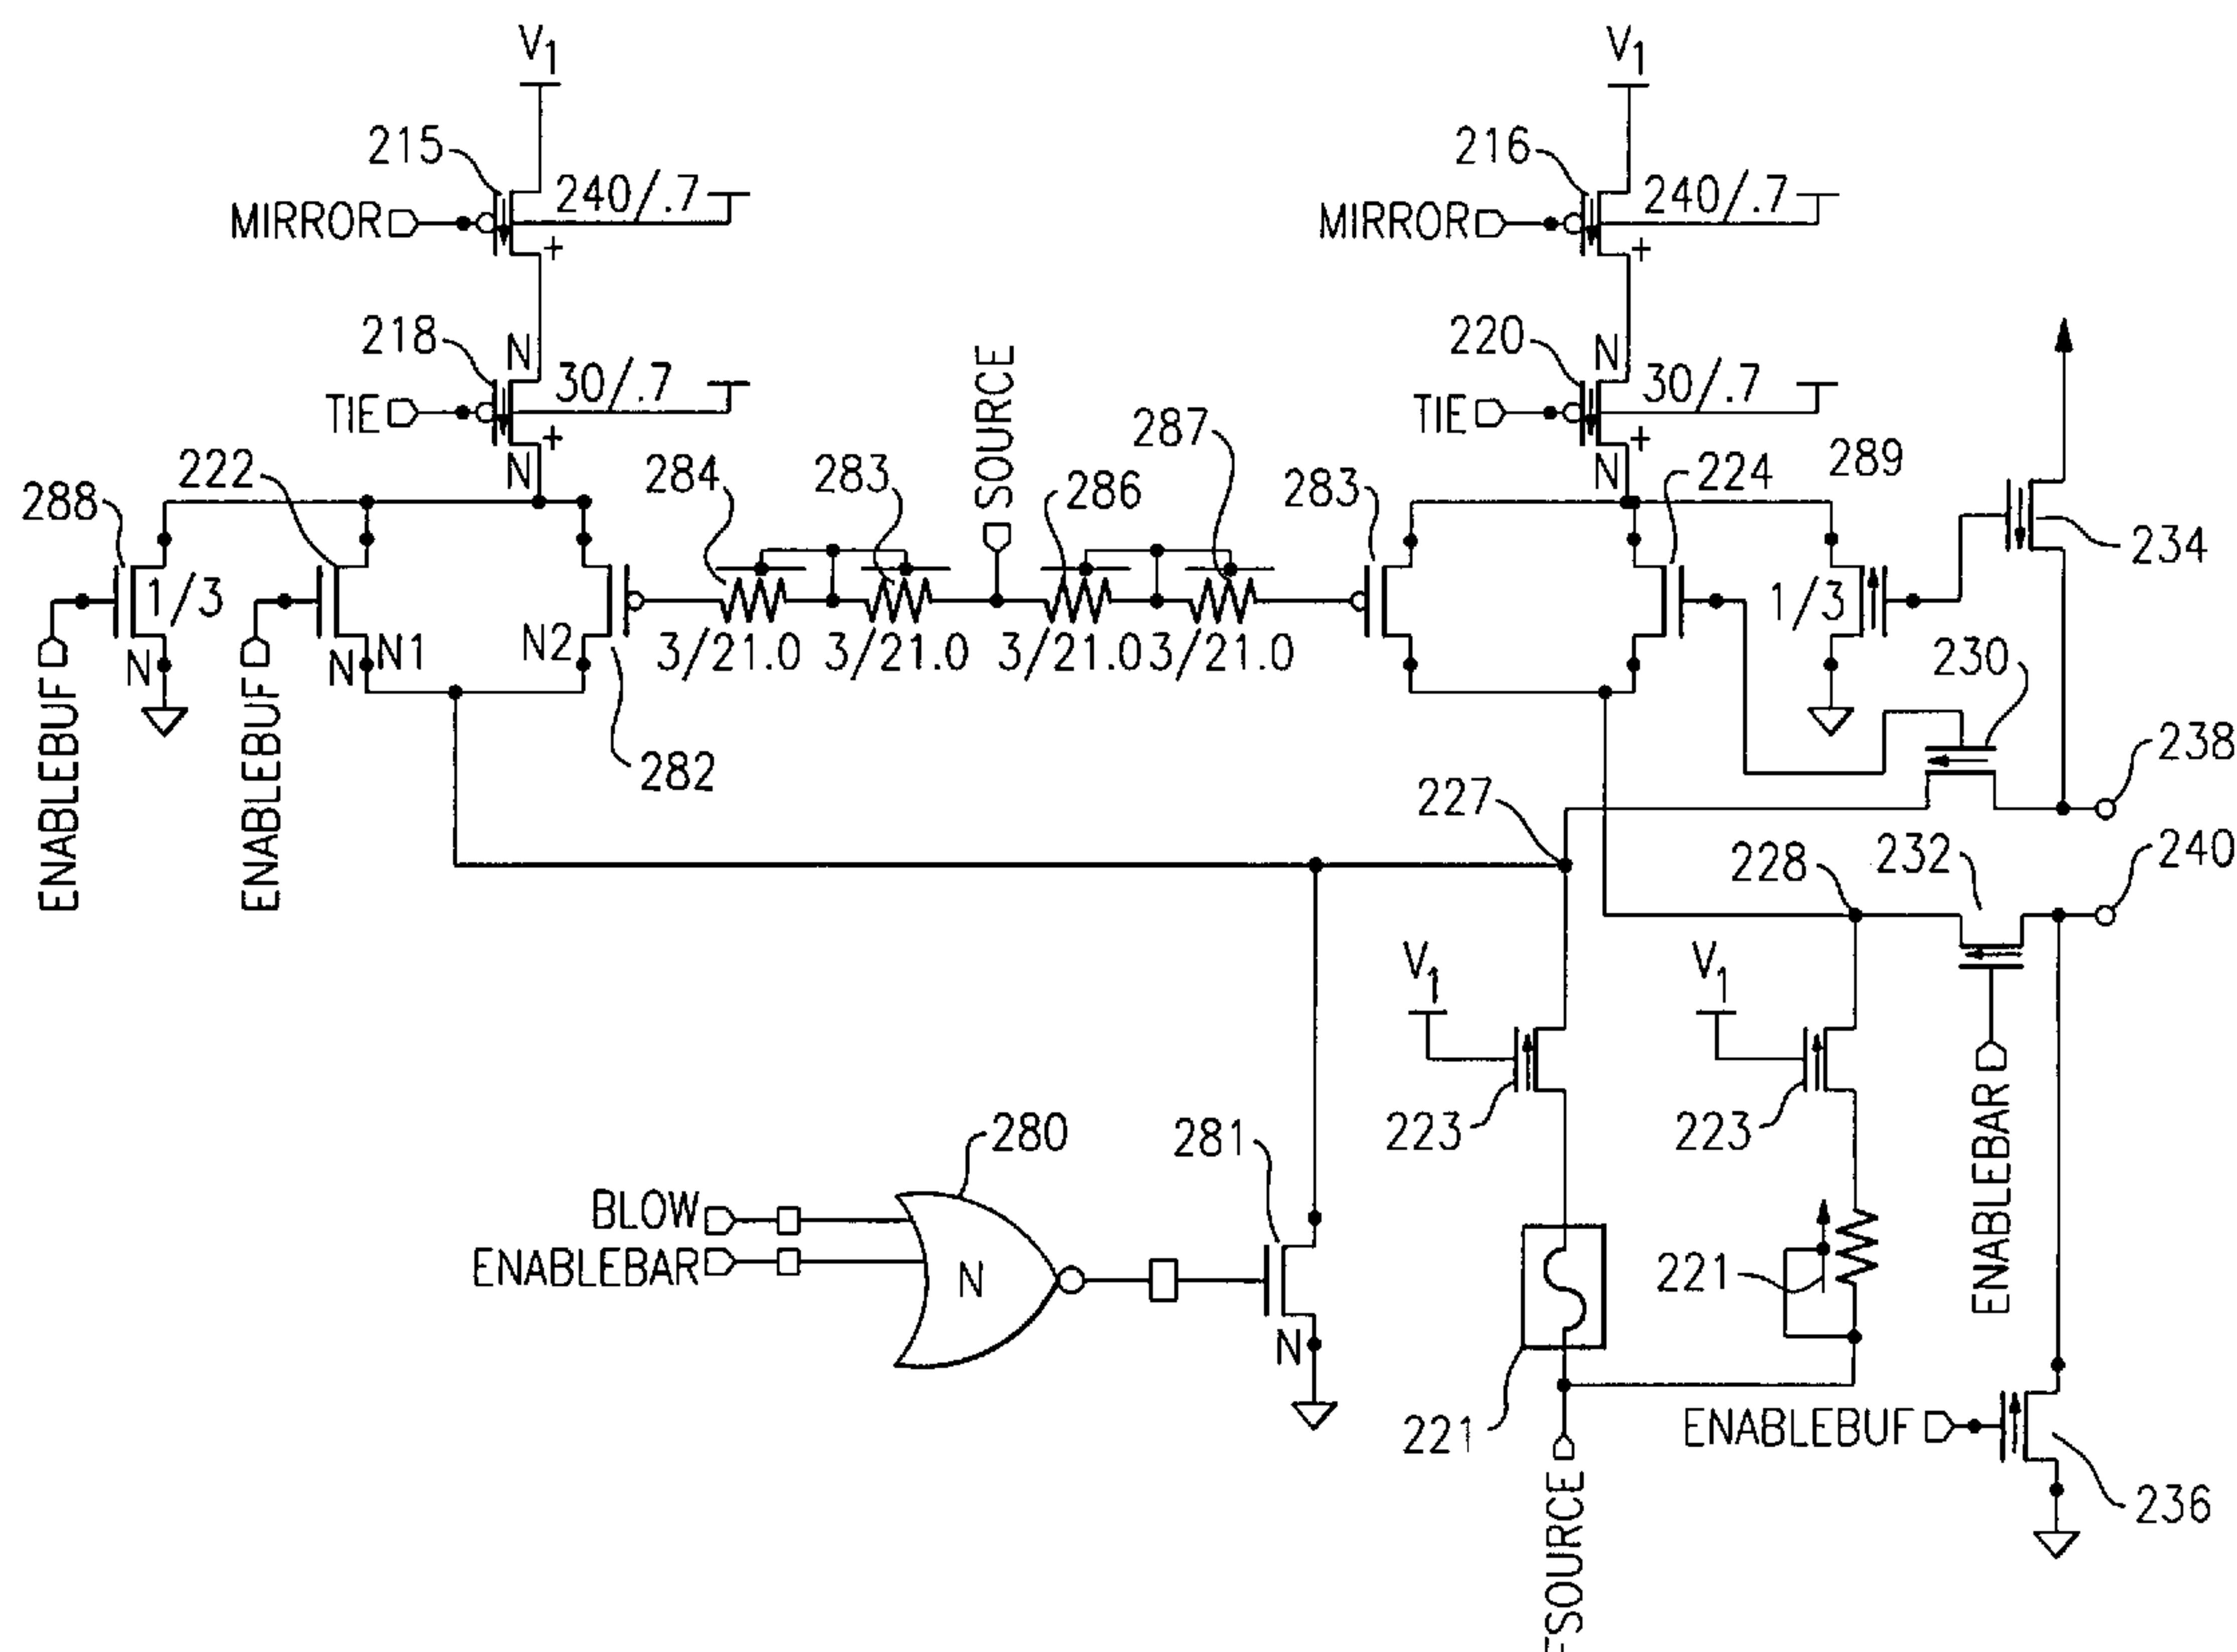 V1
V1
215
240/.7
216
240/.7
MIRROR
MIRROR
218
N
30/.7
220
N
30/.7
TIE
TIE
N
N
SOURCE
288
222
284
283
286
287
283
224
289
234
1/3
1/3
N
N
N1
N2
3/21.0
3/21.0
3/21.0
3/21.0
ENABLEBUF
ENABLEBUF
282
230
238
227
228
232
240
V1
V1
223
223
ENABLEBAR
280
281
BLOW
ENABLEBAR
N
N
221
221
ENABLEBUF
236
FSOURCE